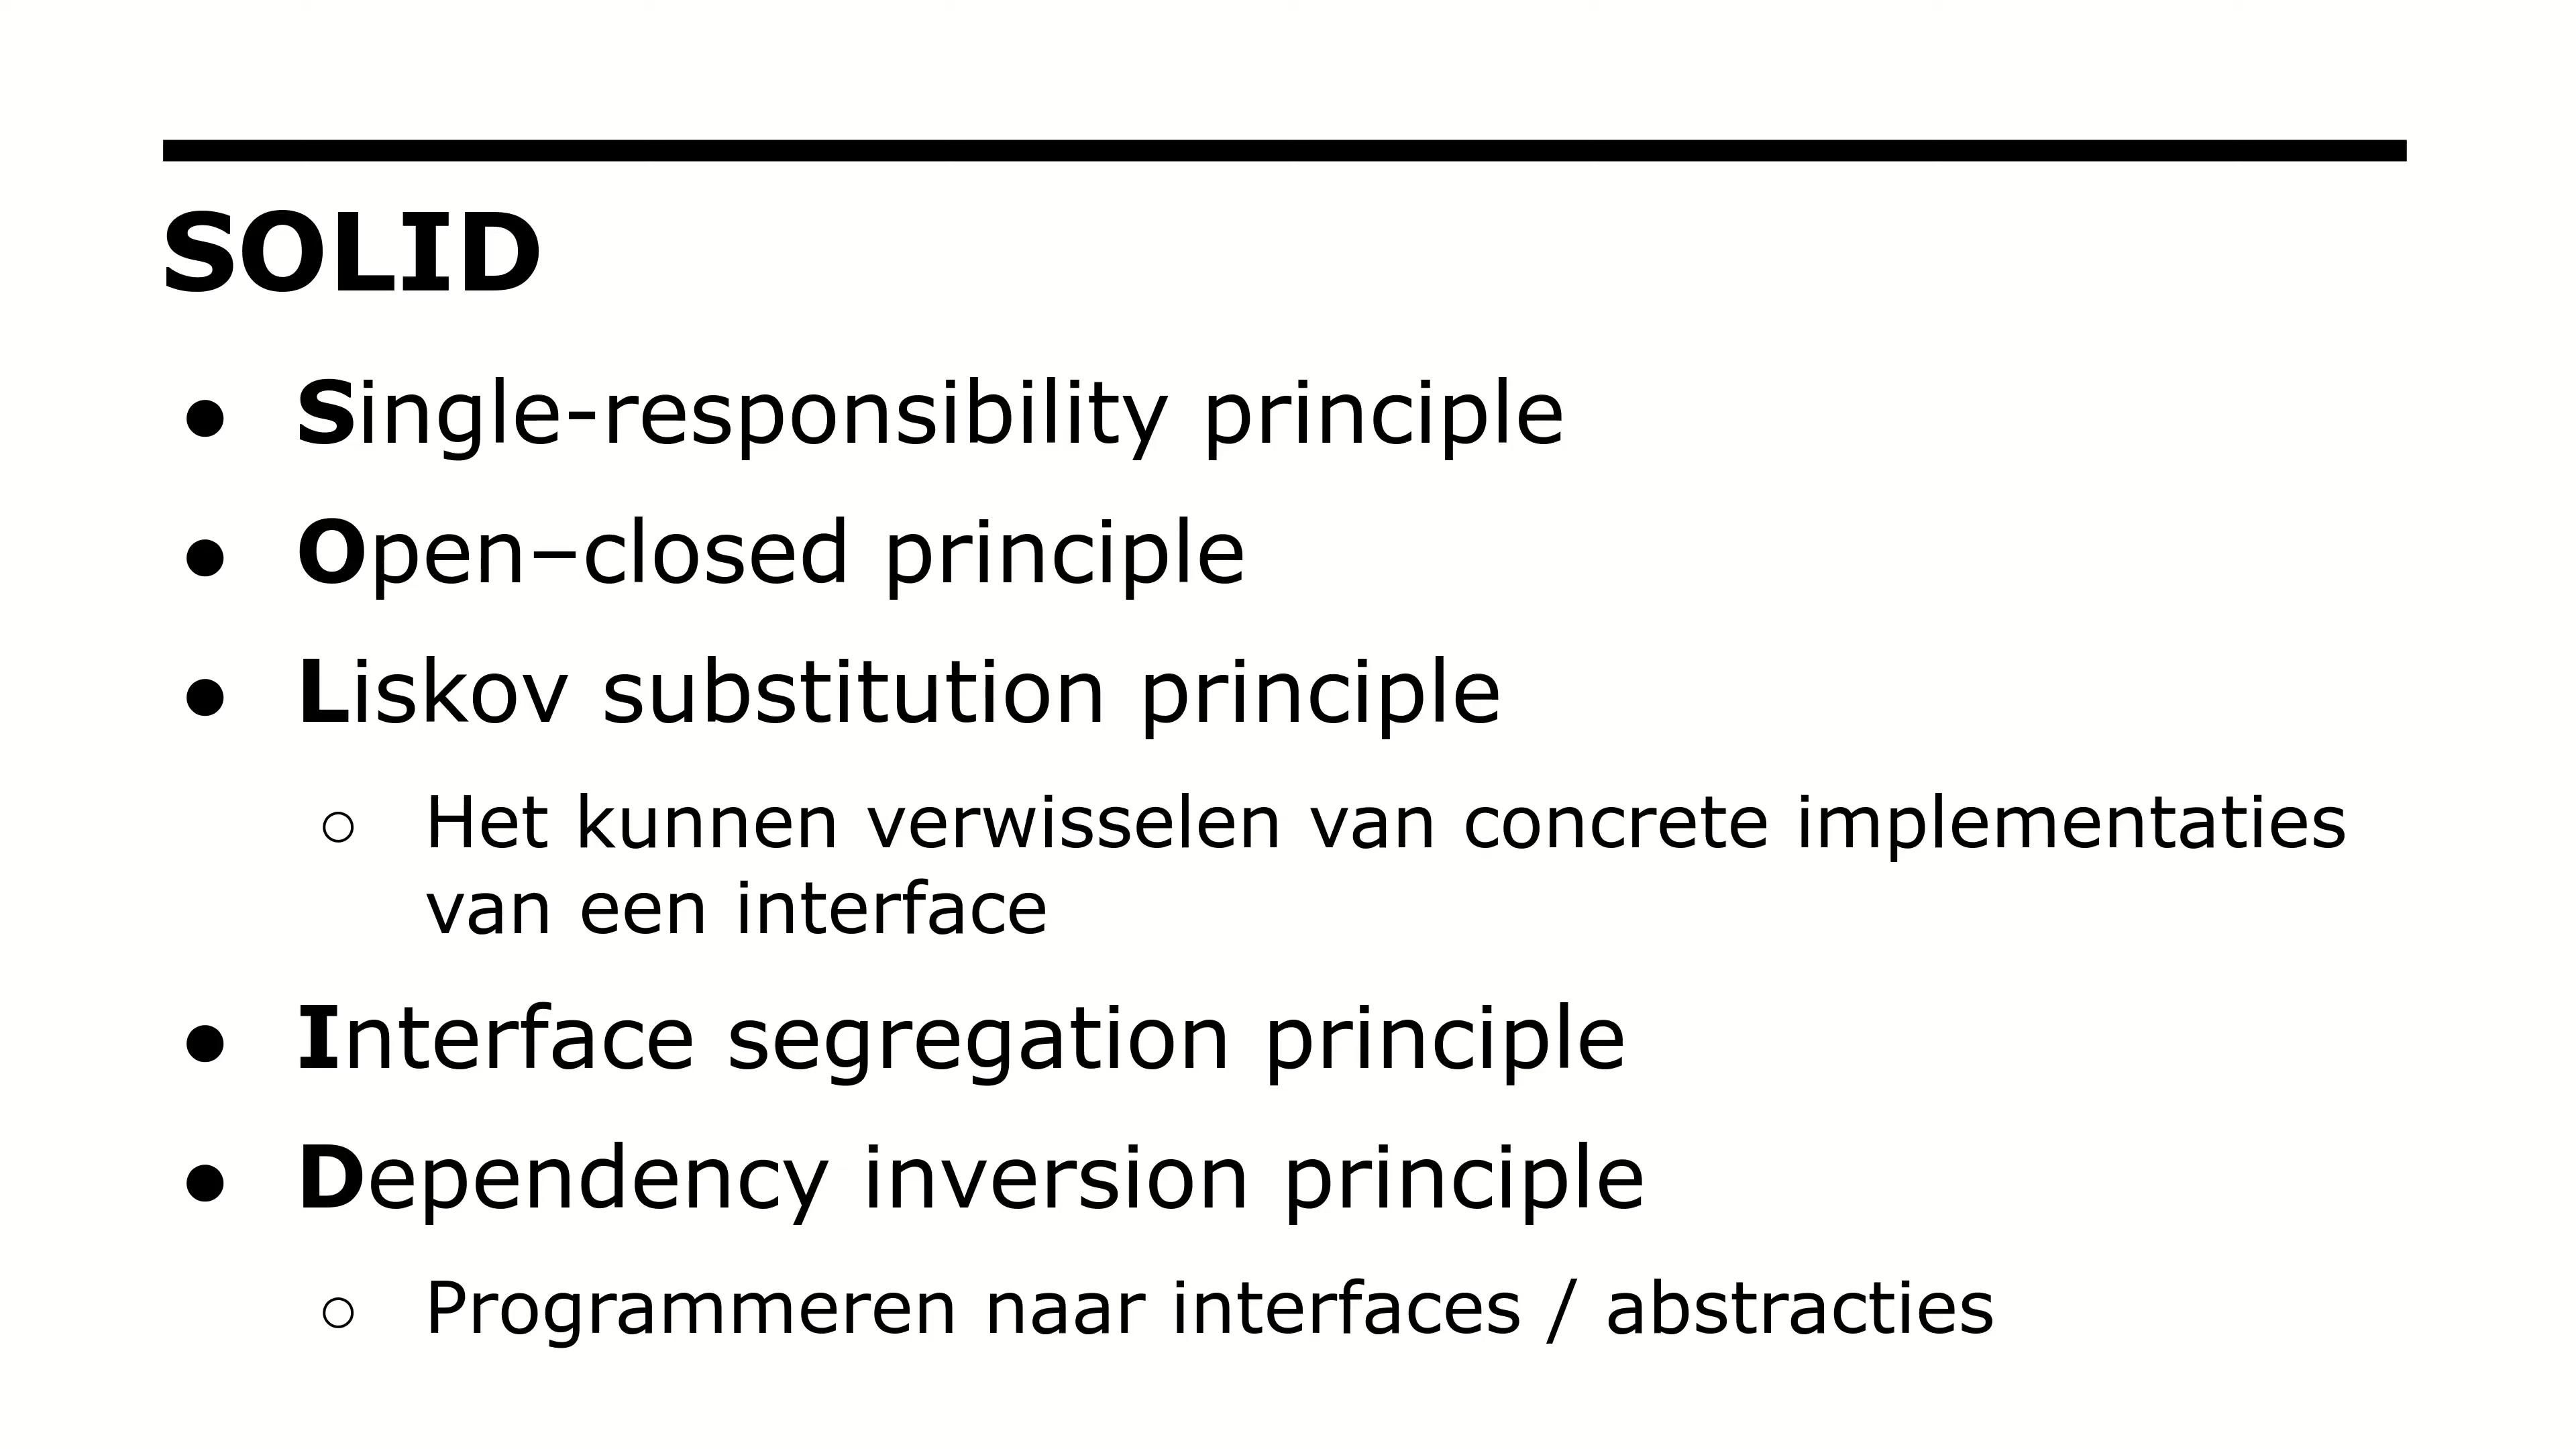 SOLID
● Single-responsibility principle
● Open–closed principle
● Liskov substitution principle
○ Het kunnen verwisselen van concrete implementaties
van een interface
● Interface segregation principle
● Dependency inversion principle
○ Programmeren naar interfaces / abstracties